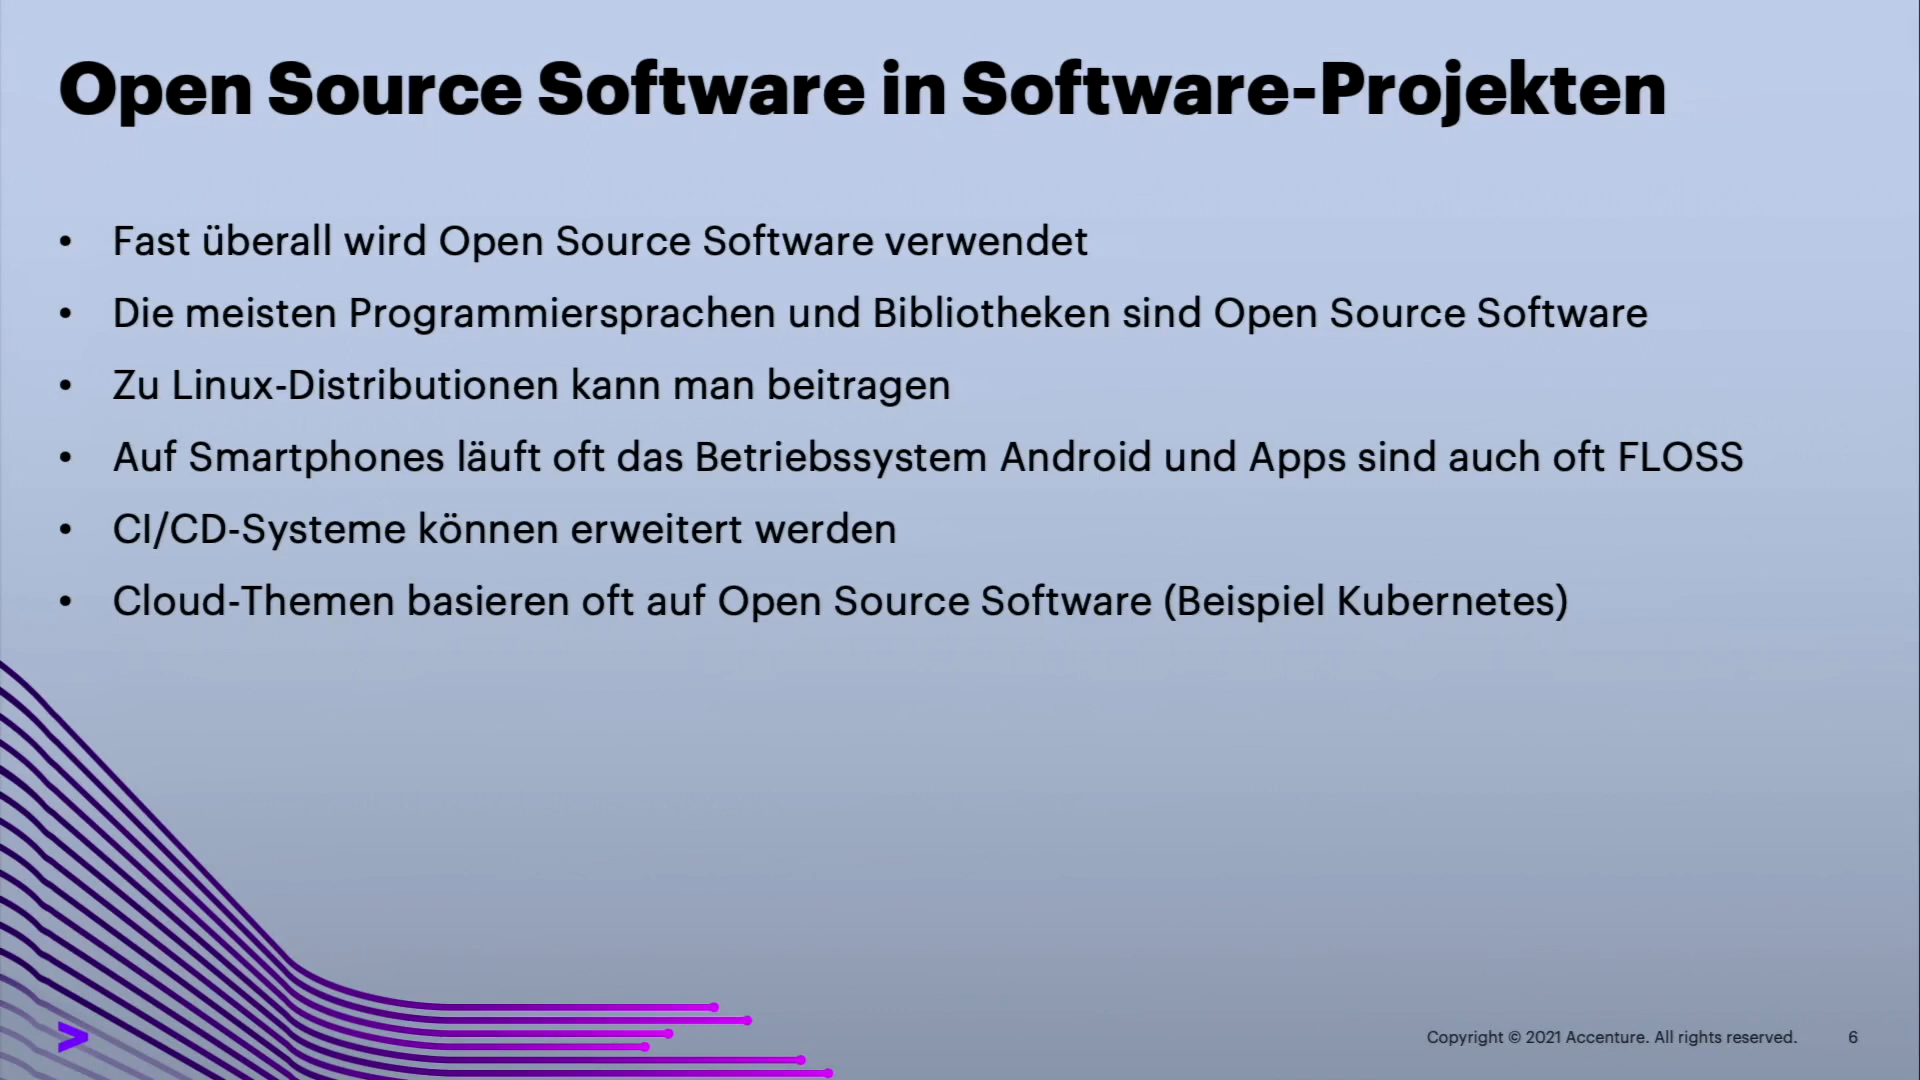 Open Source Software in Software-Projekten
• Fast überall wird Open Source Software verwendet
• Die meisten Programmiersprachen und Bibliotheken sind Open Source Software
• Zu Linux-Distributionen kann man beitragen
• Auf Smartphones läuft oft das Betriebssystem Android und Apps sind auch oft FLOSS
• CI/CD-Systeme können erweitert werden
• Cloud-Themen basieren oft auf Open Source Software (Beispiel Kubernetes)
>
Copyright © 2021 Accenture. All rights reserved. 6